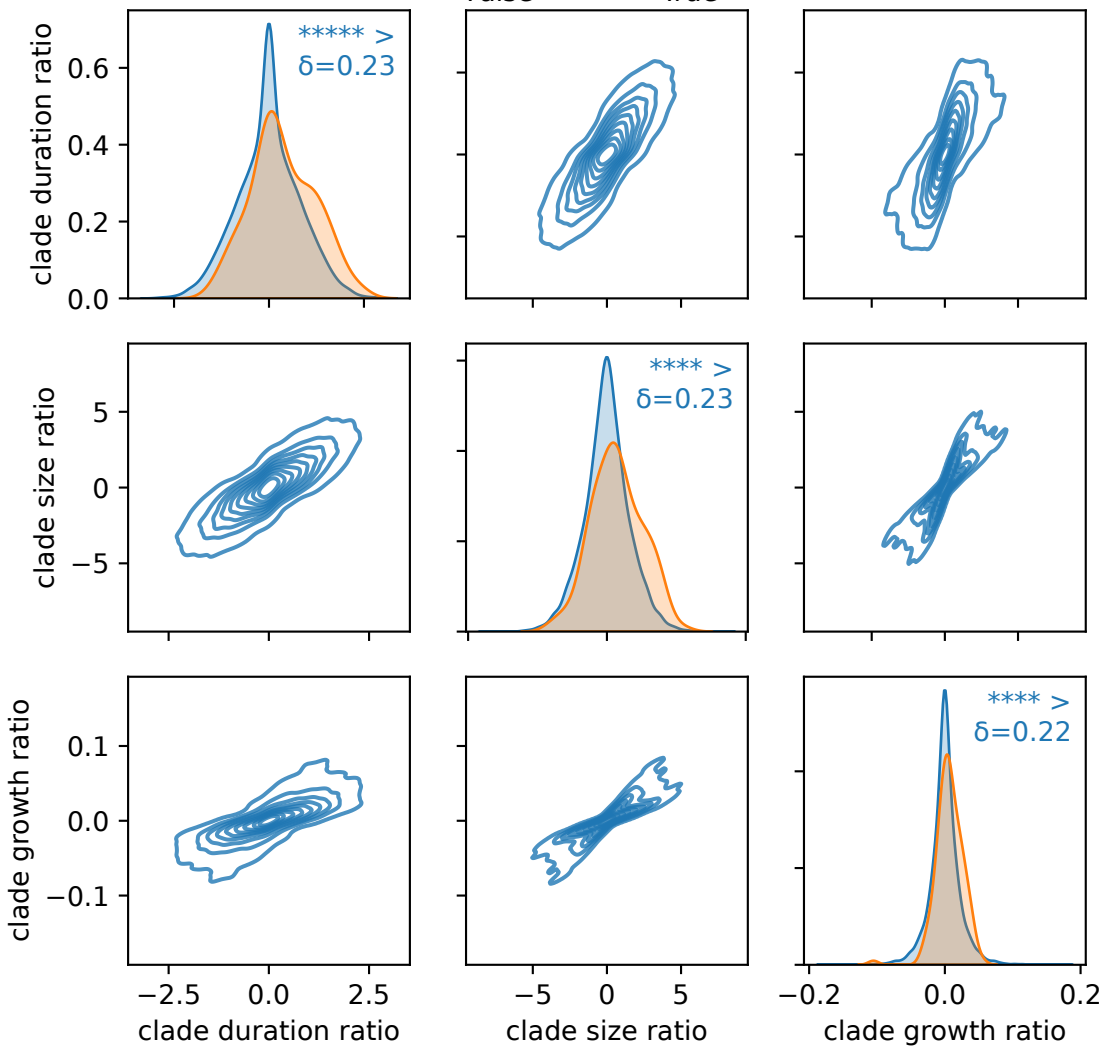 ***** >
δ=0.23
clade duration ratio
0.6
0.4
0.2
0.0
**** >
δ=0.23
clade size ratio
5
0
−5
**** >
δ=0.22
clade growth ratio
0.1
0.0
−0.1
−2.5 0.0 2.5
−5 0 5
−0.2 0.0 0.2
clade duration ratio
clade size ratio
clade growth ratio